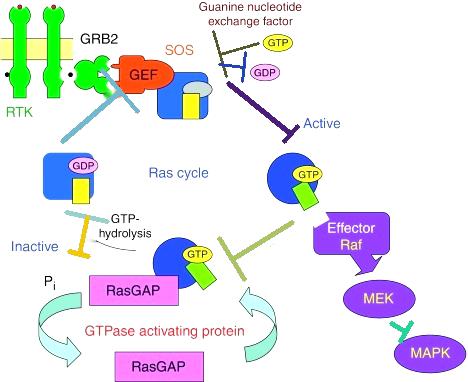 Guanine nucleotide
exchange factor
GRB2
SOS
GTP
GEF
GDP
RTK
Active
GDP
Ras cycle
GTP
GTP-
hydrolysis
Effector
Raf
Inactive
GTP
Pi
RasGAP
MEK
GTPase activating protein
MAPK
RasGAP